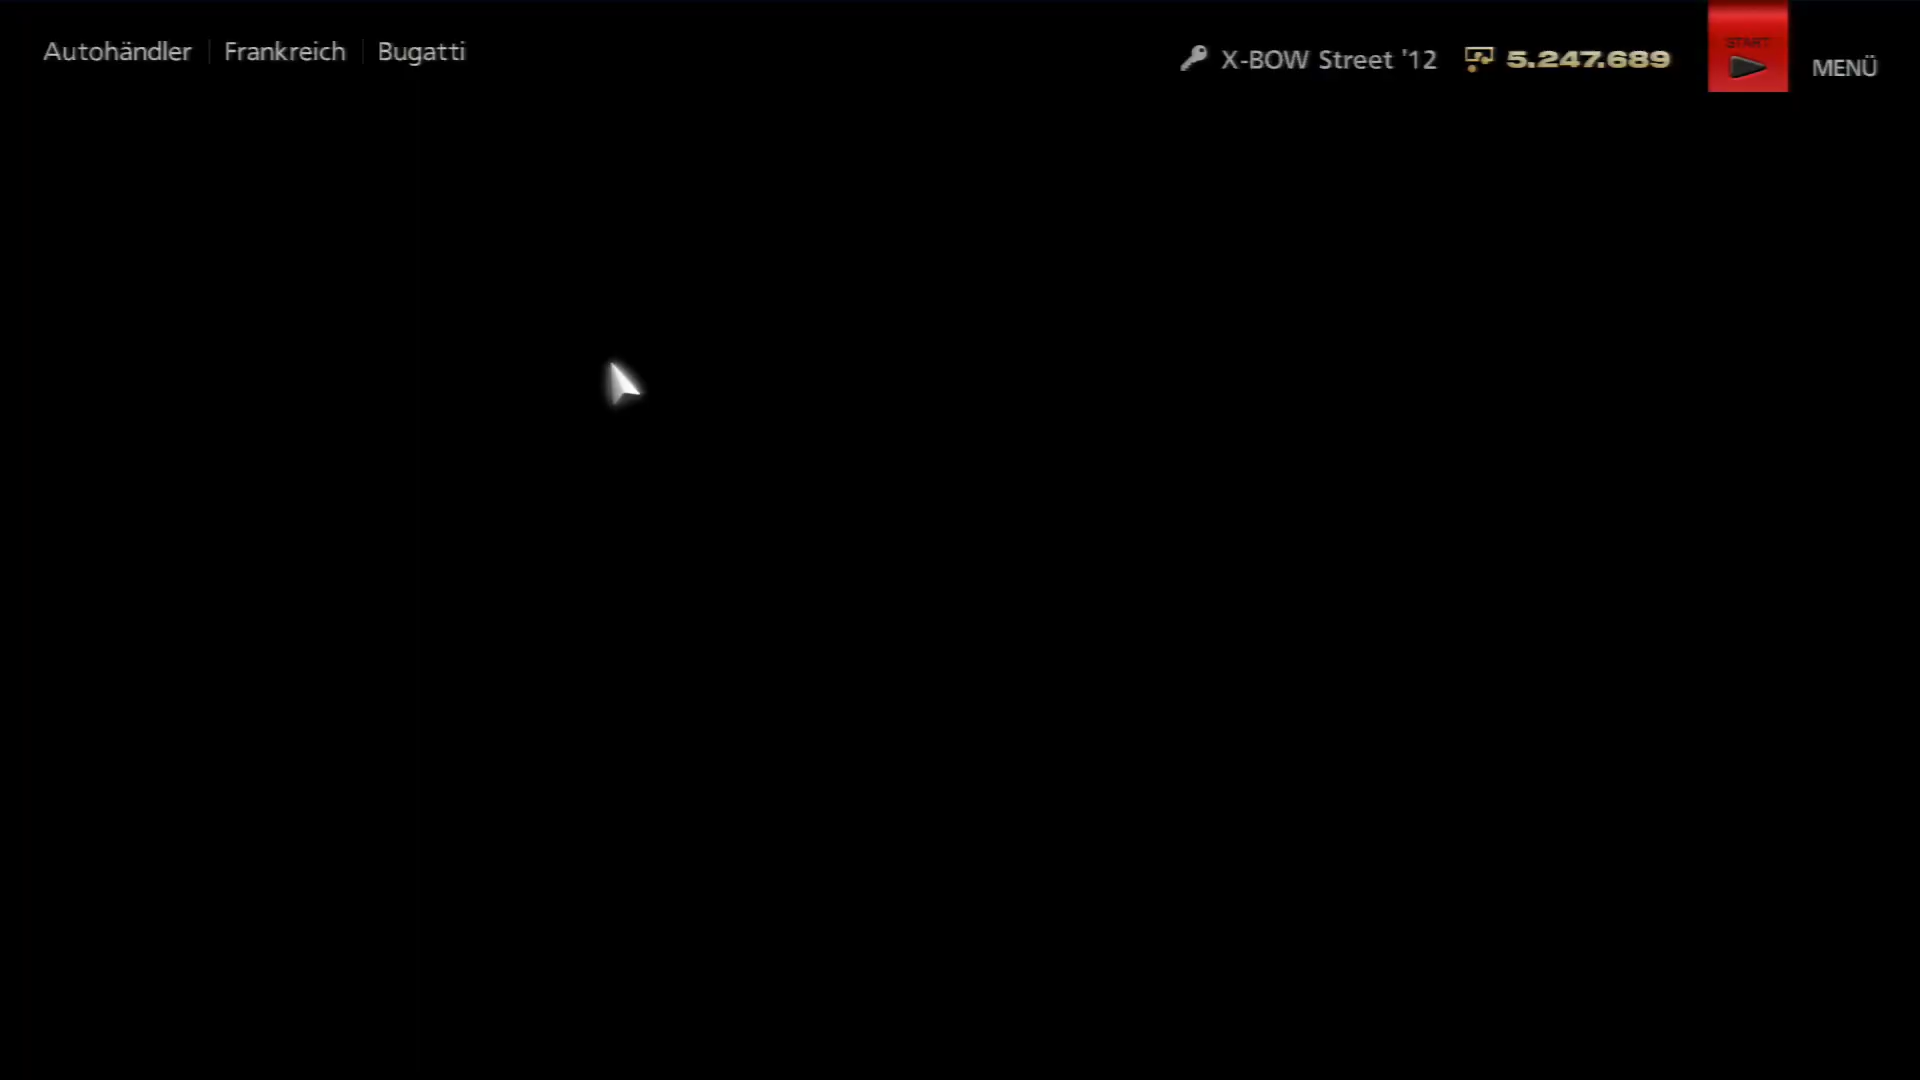 Autohändler | Frankreich | Bugatti
X-BOW Street '12
5.247.689
START
MENÜ